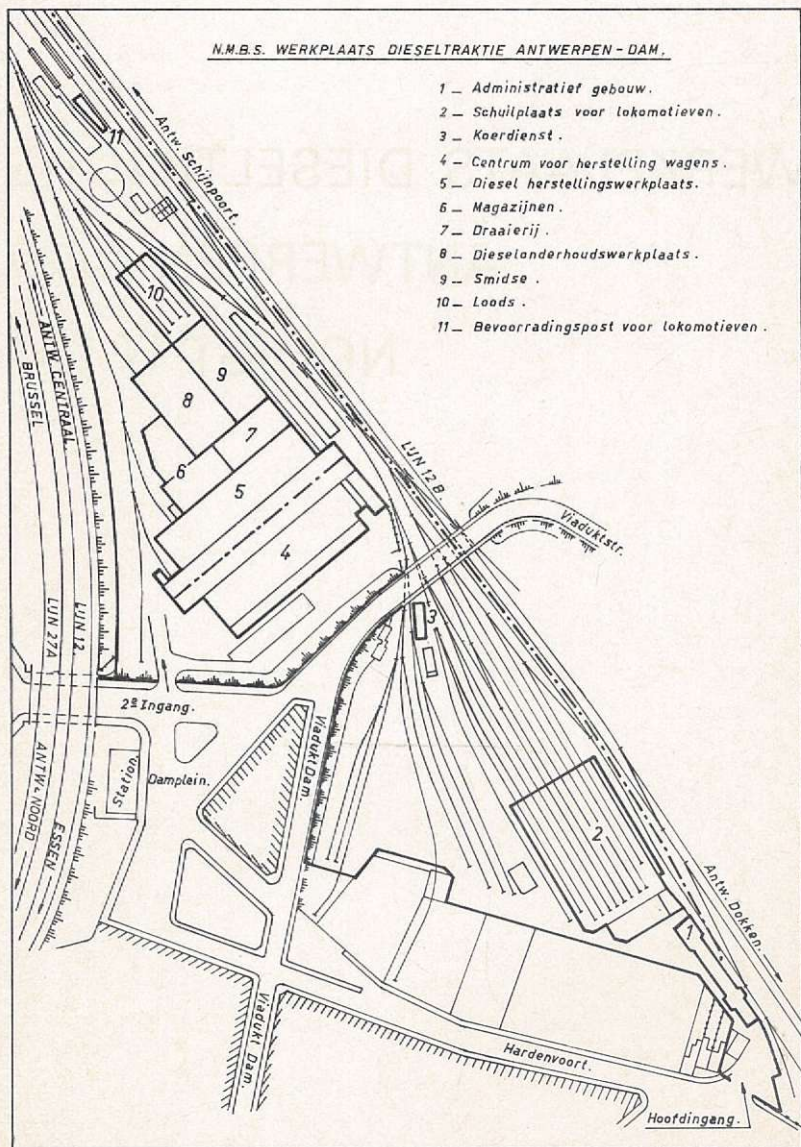 N.M.B.S. WERKPLAATS DIESELTRAKTIE ANTWERPEN - DAM.
1 _ Administratief gebouw.
2 _ Schuilplaats voor lokomotieven.
3 _ Koerdienst.
4 _ Centrum voor herstelling wagens.
5 _ Diesel herstellingswerkplaats.
6 _ Magazijnen.
7 _ Draaierij.
8 _ Dieselonderhoudswerkplaats.
9 _ Smidse.
10 _ Loods.
11 _ Bevoorradingspost voor lokomotieven.
11
Antw. Schijnpoort.
10
9
8
7
6
5
4
ANTW. CENTRAAL.
BRUSSEL
LIJN 12 B
Viaduktstr.
3
LIJN 12.
LIJN 27A
2e Ingang.
Viadukt Dam.
Station.
Damplein.
ANTW. NOORD
ESSEN
2
Antw. Dokken.
1
Viadukt Dam.
Hardenvoort.
Hoofdingang.